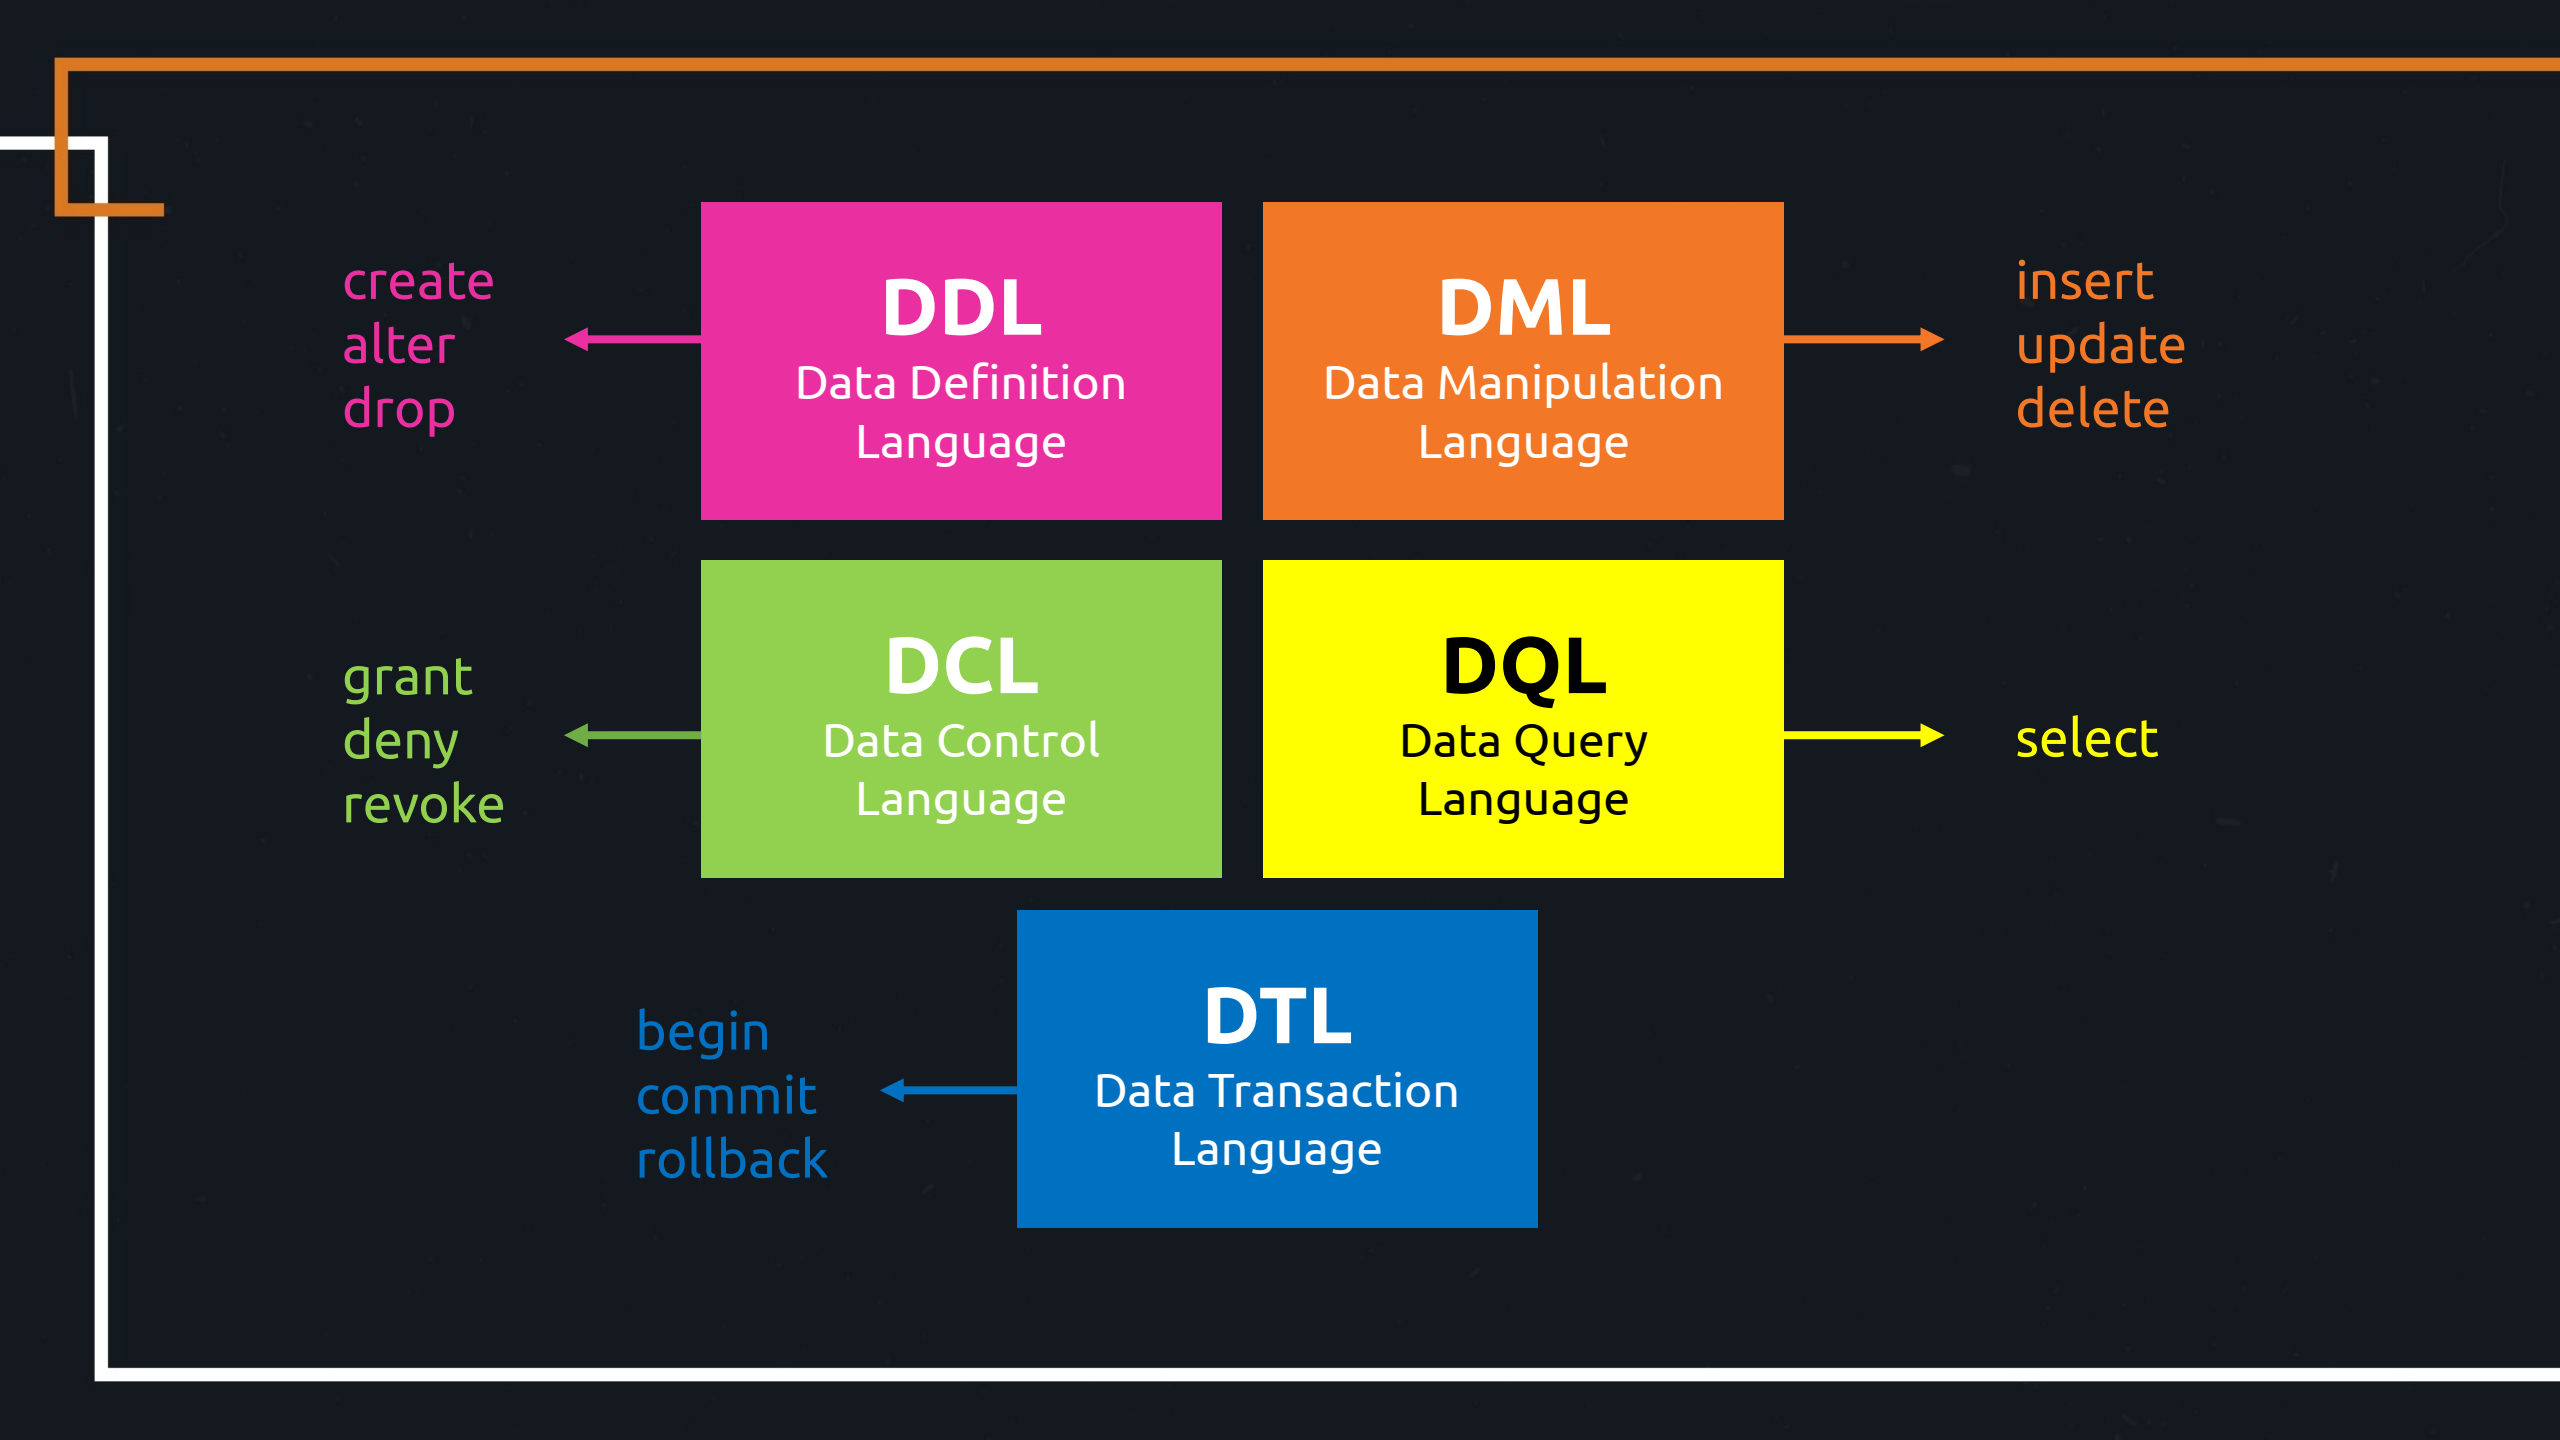 create
alter
drop
DDL
Data Definition
Language
DML
Data Manipulation
Language
insert
update
delete
grant
deny
revoke
DCL
Data Control
Language
DQL
Data Query
Language
select
begin
commit
rollback
DTL
Data Transaction
Language